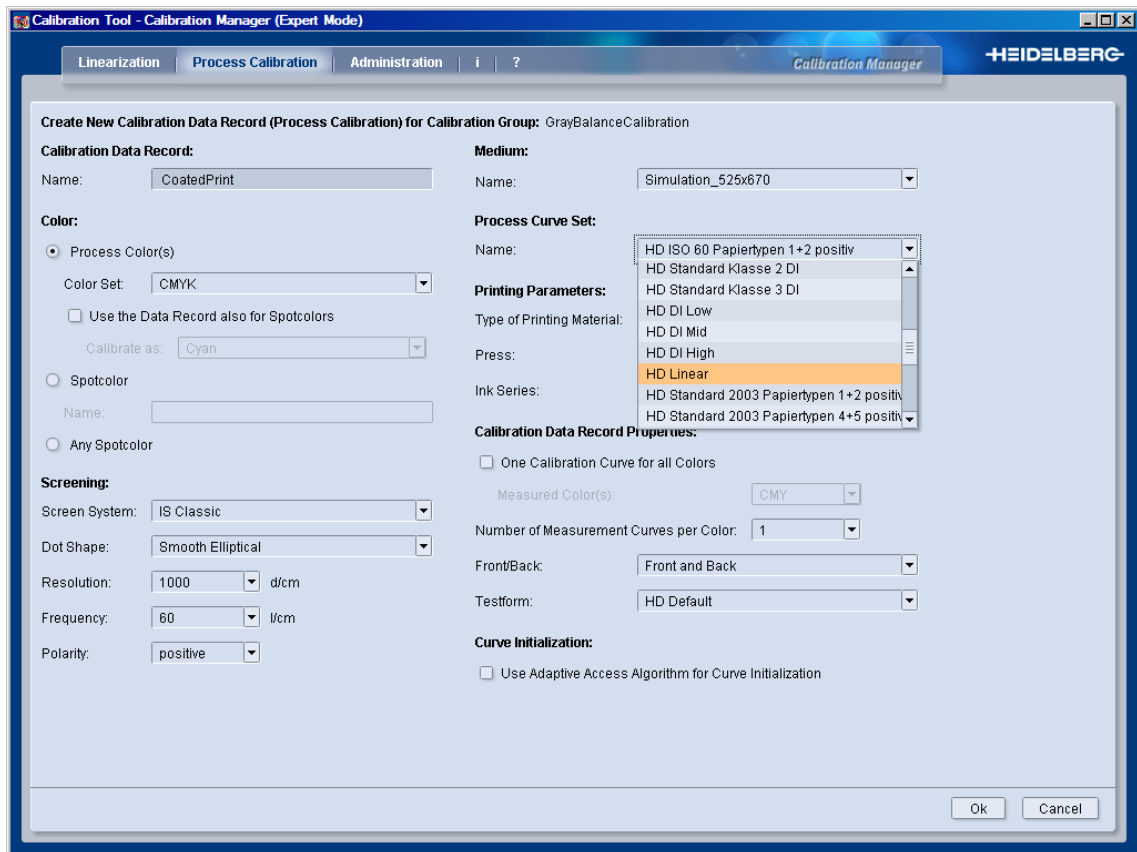 Calibration Tool - Calibration Manager (Expert Mode)
Linearization | Process Calibration | Administration | i | ?
Calibration Manager
HEIDELBERG
Create New Calibration Data Record (Process Calibration) for Calibration Group: GrayBalanceCalibration
Calibration Data Record:
Name: CoatedPrint
Color:
Process Color(s)
Color Set: CMYK
Use the Data Record also for Spotcolors
Calibrate as: Cyan
Spotcolor
Name:
Any Spotcolor
Screening:
Screen System: IS Classic
Dot Shape: Smooth Elliptical
Resolution: 1000 d/cm
Frequency: 60 l/cm
Polarity: positive
Medium:
Name: Simulation_525x670
Process Curve Set:
Name: HD ISO 60 Papiertypen 1+2 positiv
HD Standard Klasse 2 DI
HD Standard Klasse 3 DI
HD DI Low
HD DI Mid
HD DI High
HD Linear
HD Standard 2003 Papiertypen 1+2 positiv
HD Standard 2003 Papiertypen 4+5 positiv
Printing Parameters:
Type of Printing Material:
Press:
Ink Series:
Calibration Data Record Properties:
One Calibration Curve for all Colors
Measured Color(s): CMY
Number of Measurement Curves per Color: 1
Front/Back: Front and Back
Testform: HD Default
Curve Initialization:
Use Adaptive Access Algorithm for Curve Initialization
Ok Cancel